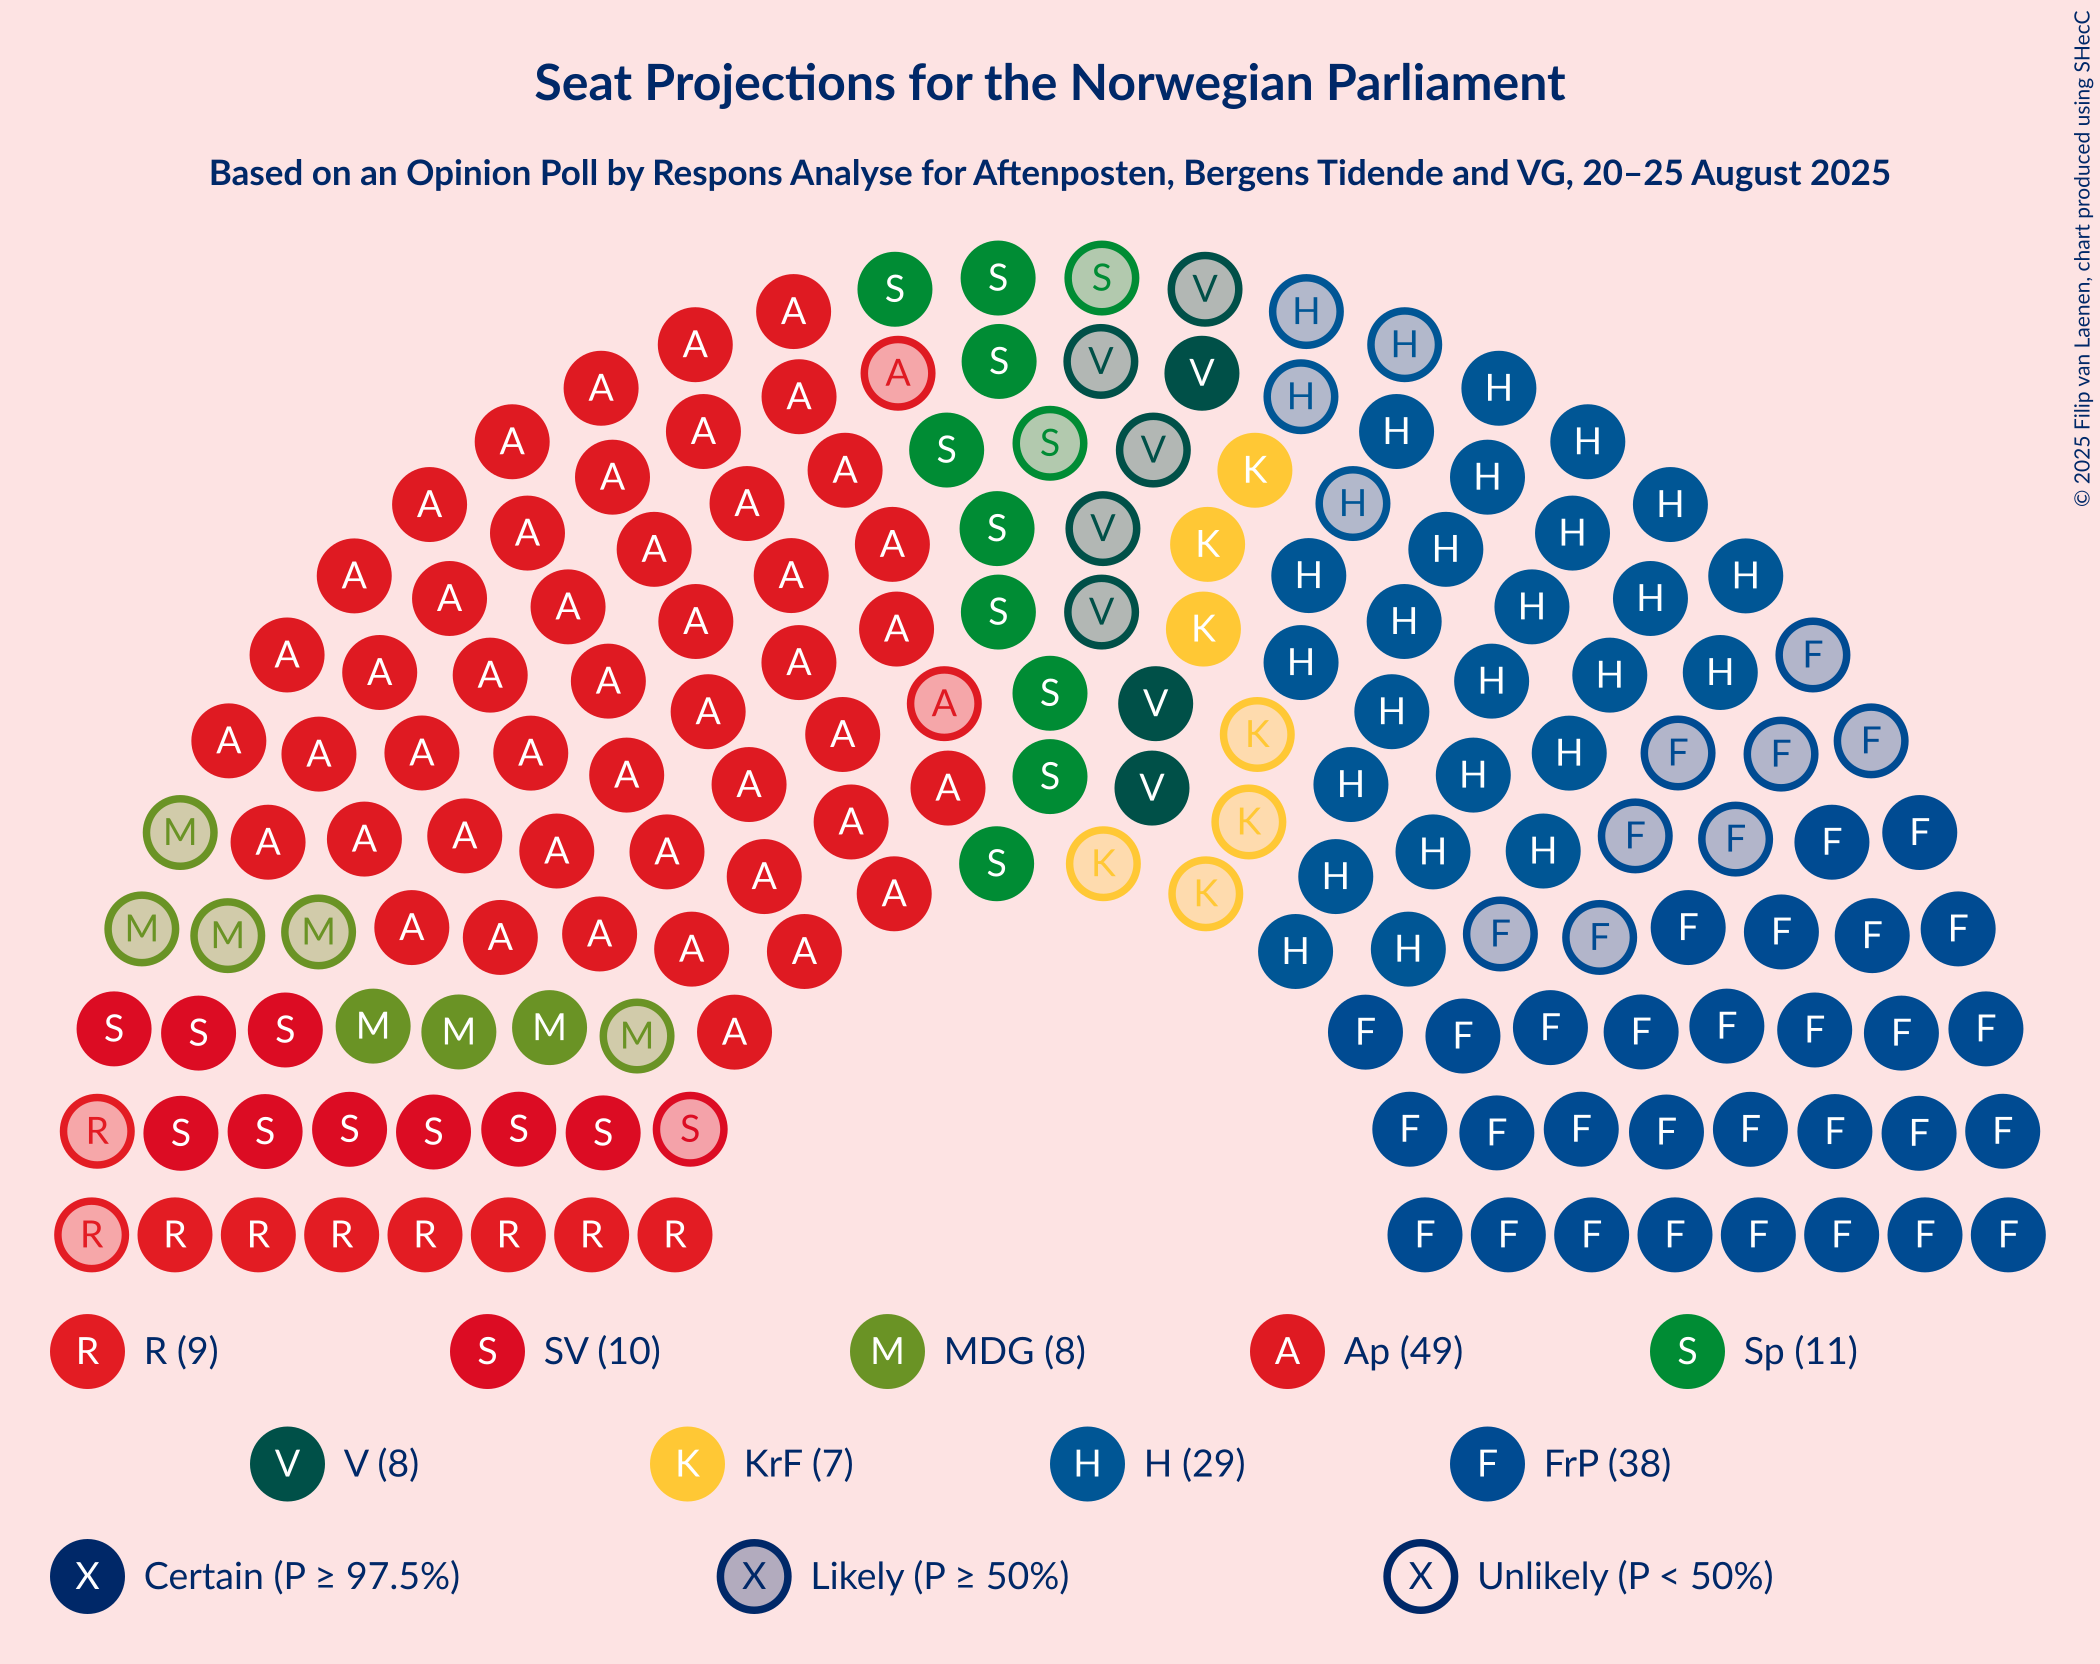 Seat Projections for the Norwegian Parliament
Based on an Opinion Poll by Respons Analyse for Aftenposten, Bergens Tidende and VG, 20–25 August 2025
© 2025 Filip van Laenen, chart produced using SHecC
S S S V
A A H H
A S V V
A A H H
A A H H
S S V
A A K H
A A H H
A A H H
S V
A A K H
A A H H
A A H H
S V
A A K H
A A H H
A A H F
A S V K
A A H H
A A H H
A A F F
A A A A H H F F
A S V K
M A A A A A A H H H F F F F
A S K K
M M M A A A A A H H F F F F F F
S S S M M M M A F F F F F F F F
R S S S S S S S F F F F F F F F
R R R R R R R R F F F F F F F F
R R (9) S SV (10) M MDG (8) A Ap (49) S Sp (11)
V V (8) K KrF (7) H H (29) F FrP (38)
X Certain (P ≥ 97.5%) X Likely (P ≥ 50%) X Unlikely (P < 50%)